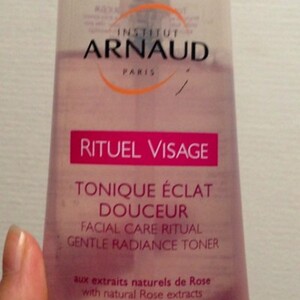 INSTITUT
ARNAUD
PARIS
RITUEL VISAGE
TONIQUE ÉCLAT
DOUCEUR
FACIAL CARE RITUAL
GENTLE RADIANCE TONER
aux extraits naturels de Rose
with natural Rose extracts